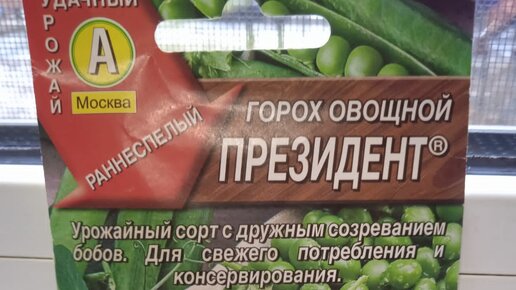 УДАЧНЫЙ
УРОЖАЙ
А
Москва
РАННЕСПЕЛЫЙ
ГОРОХ ОВОЩНОЙ
ПРЕЗИДЕНТ®
Урожайный сорт с дружным созреванием
бобов. Для свежего потребления и
консервирования.